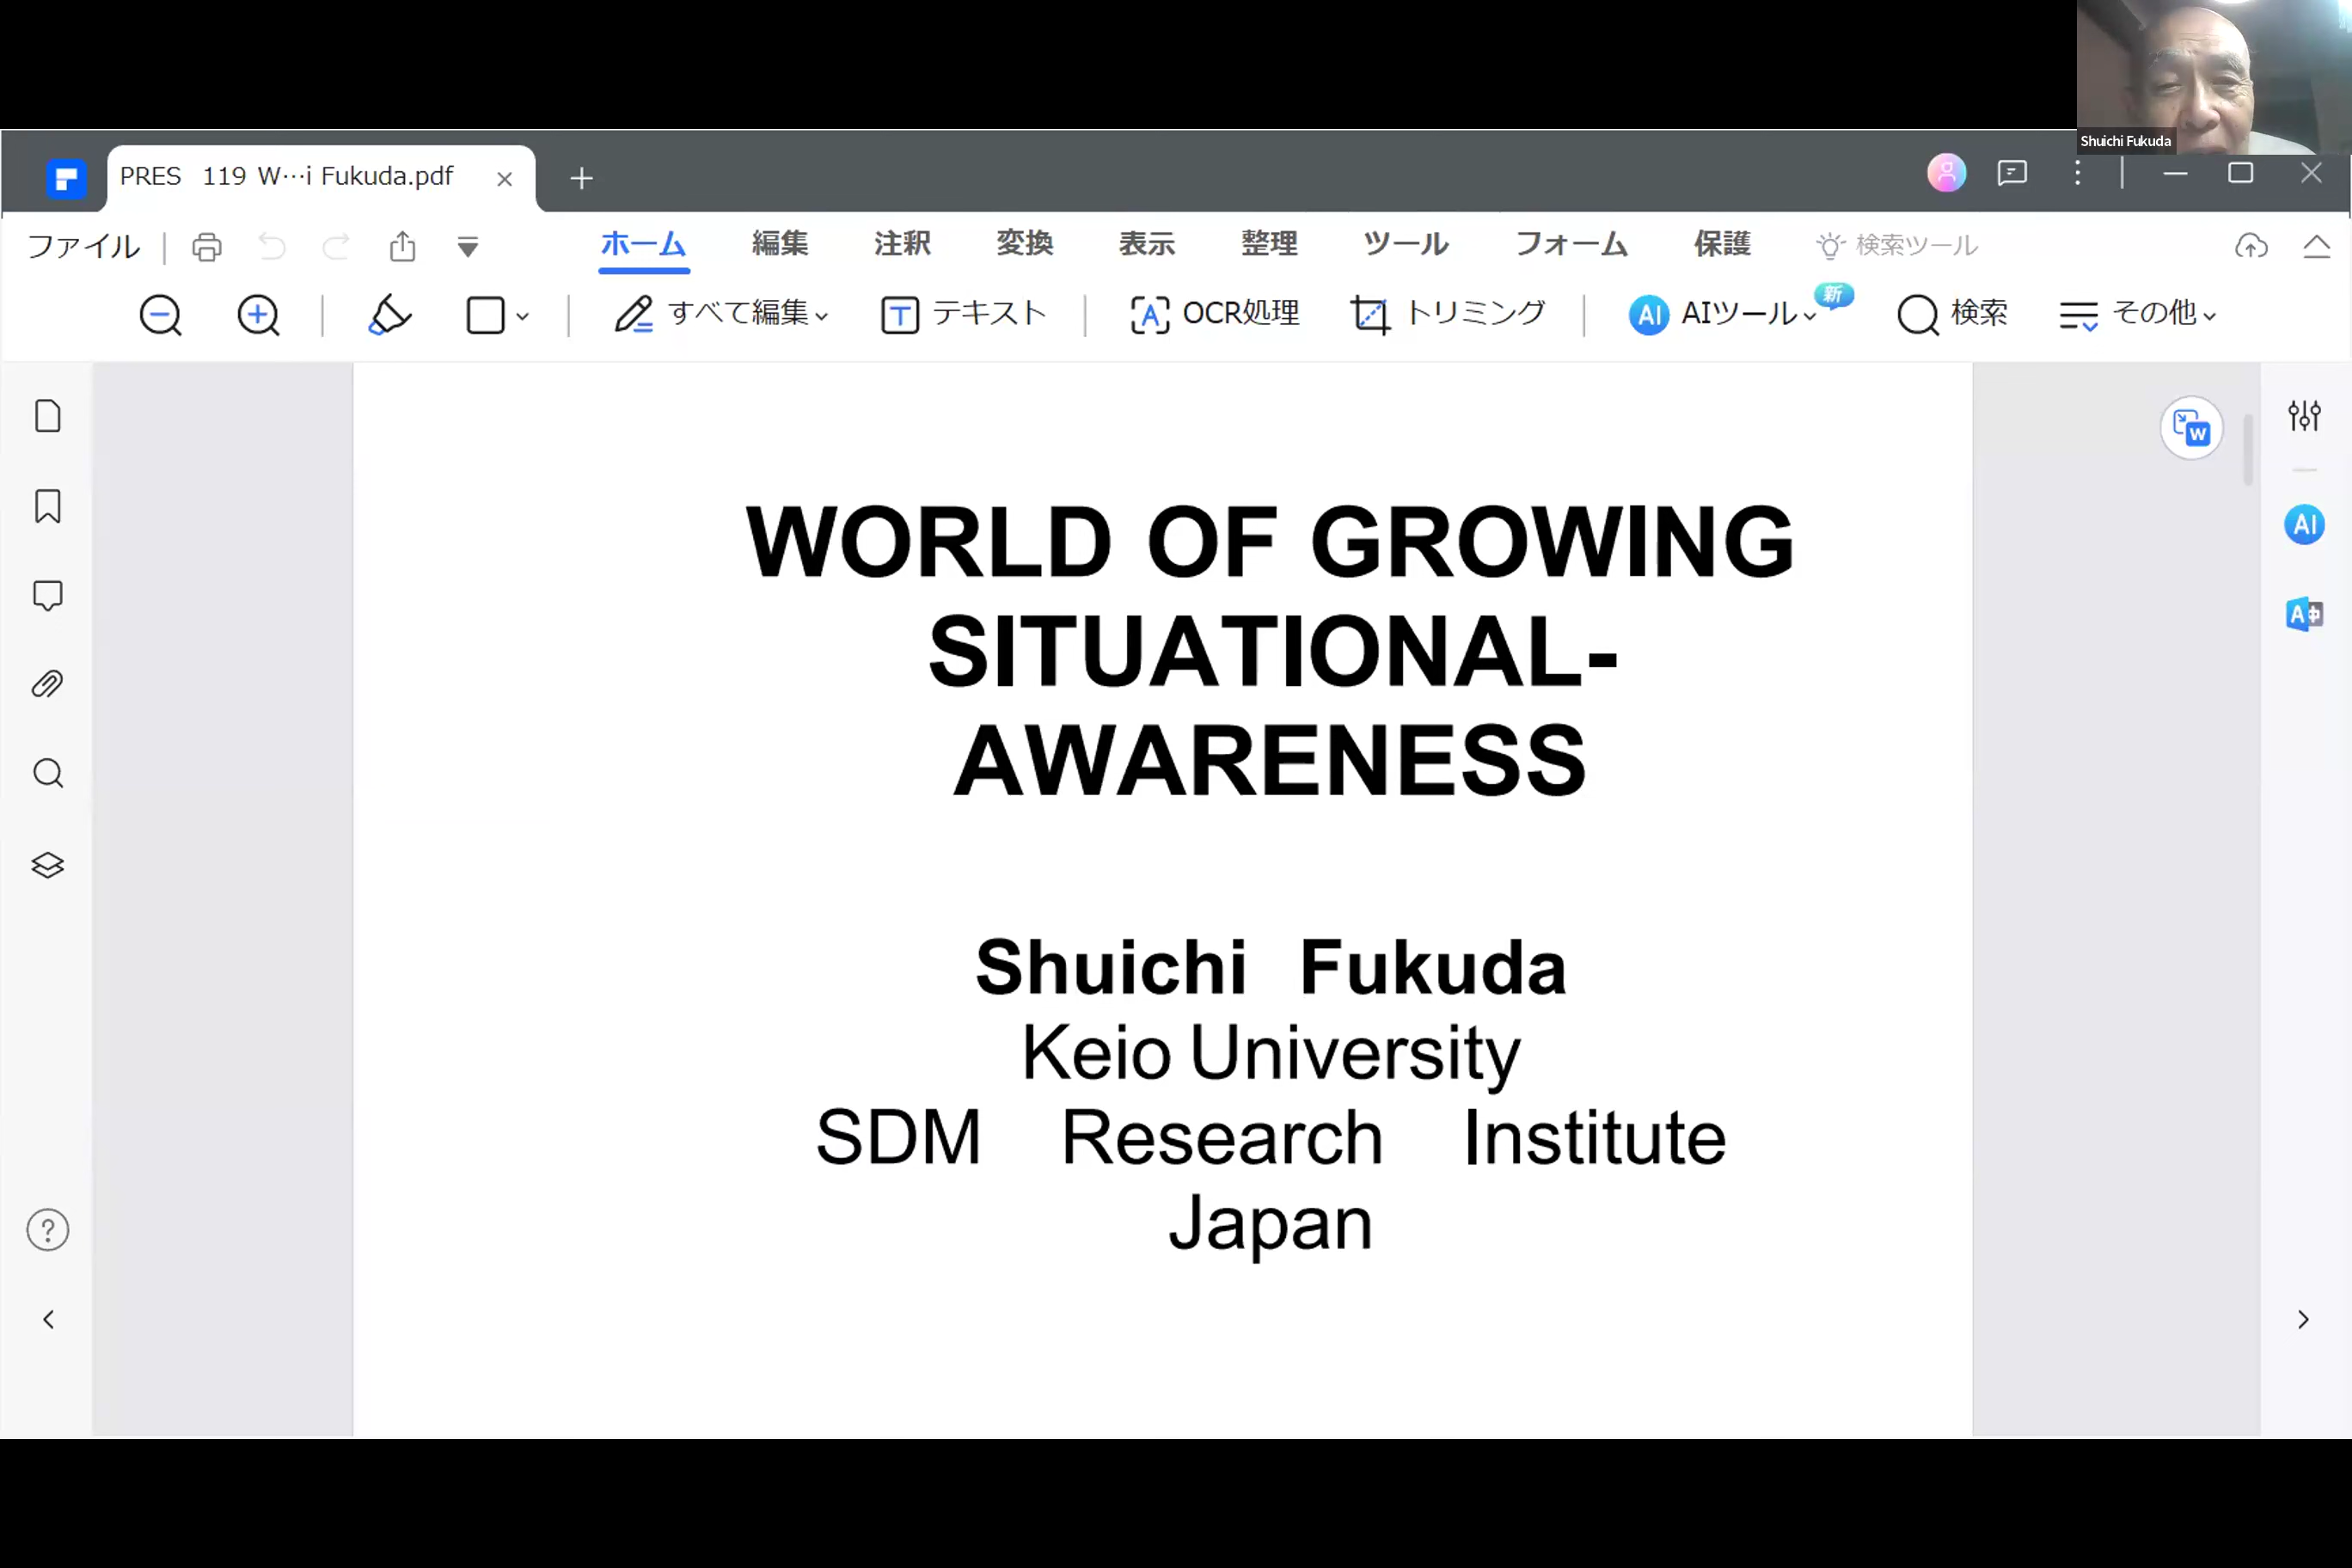 Shuichi Fukuda
PRES 119 W…i Fukuda.pdf
ファイル
ホーム 編集 注釈 変換 表示 整理 ツール フォーム 保護 検索ツール
すべて編集 T テキスト A OCR処理 トリミング AI AIツール 新 検索 その他
W
AI
A中
WORLD OF GROWING
SITUATIONAL-
AWARENESS
Shuichi Fukuda
Keio University
SDM Research Institute
Japan
?